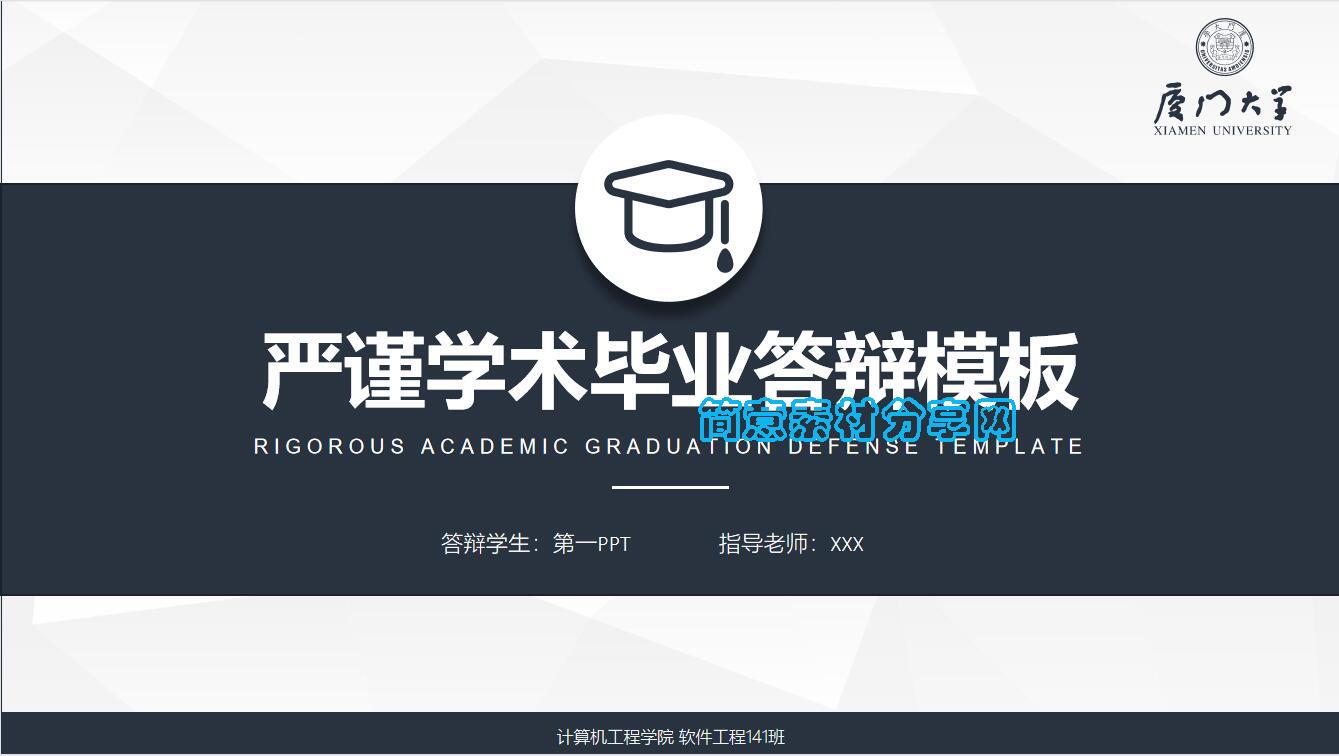 厦门大学
XIAMEN UNIVERSITY
严谨学术毕业答辩模板
简意素材分享网
RIGOROUS ACADEMIC GRADUATION DEFENSE TEMPLATE
答辩学生：第一PPT 指导老师：XXX
计算机工程学院 软件工程141班